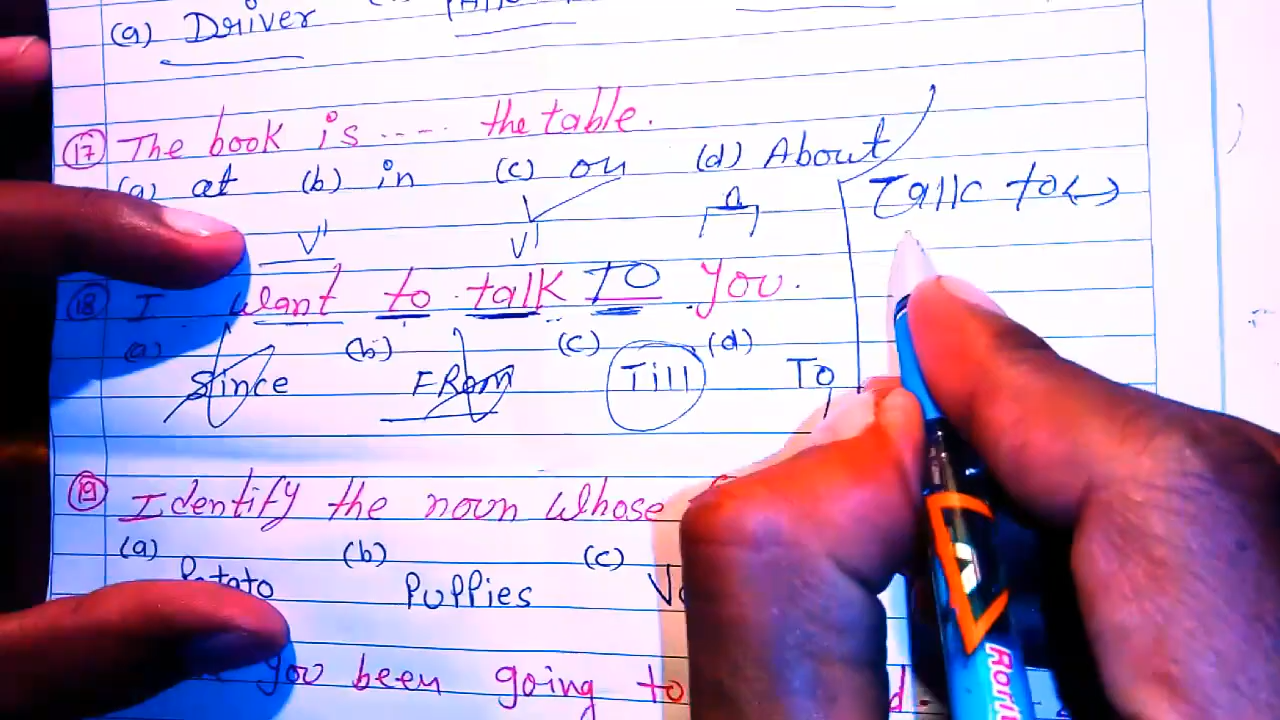 (a) Driver
17 The book is ..... the table.
(a) at (b) in (c) on (d) About
Talk to
V' V'
18 I want to talk TO you.
(a) (b) (c) (d)
Since FRom Till To
19 Identify the noun whose
(a) (b) (c)
Potato Puppies
you been going to